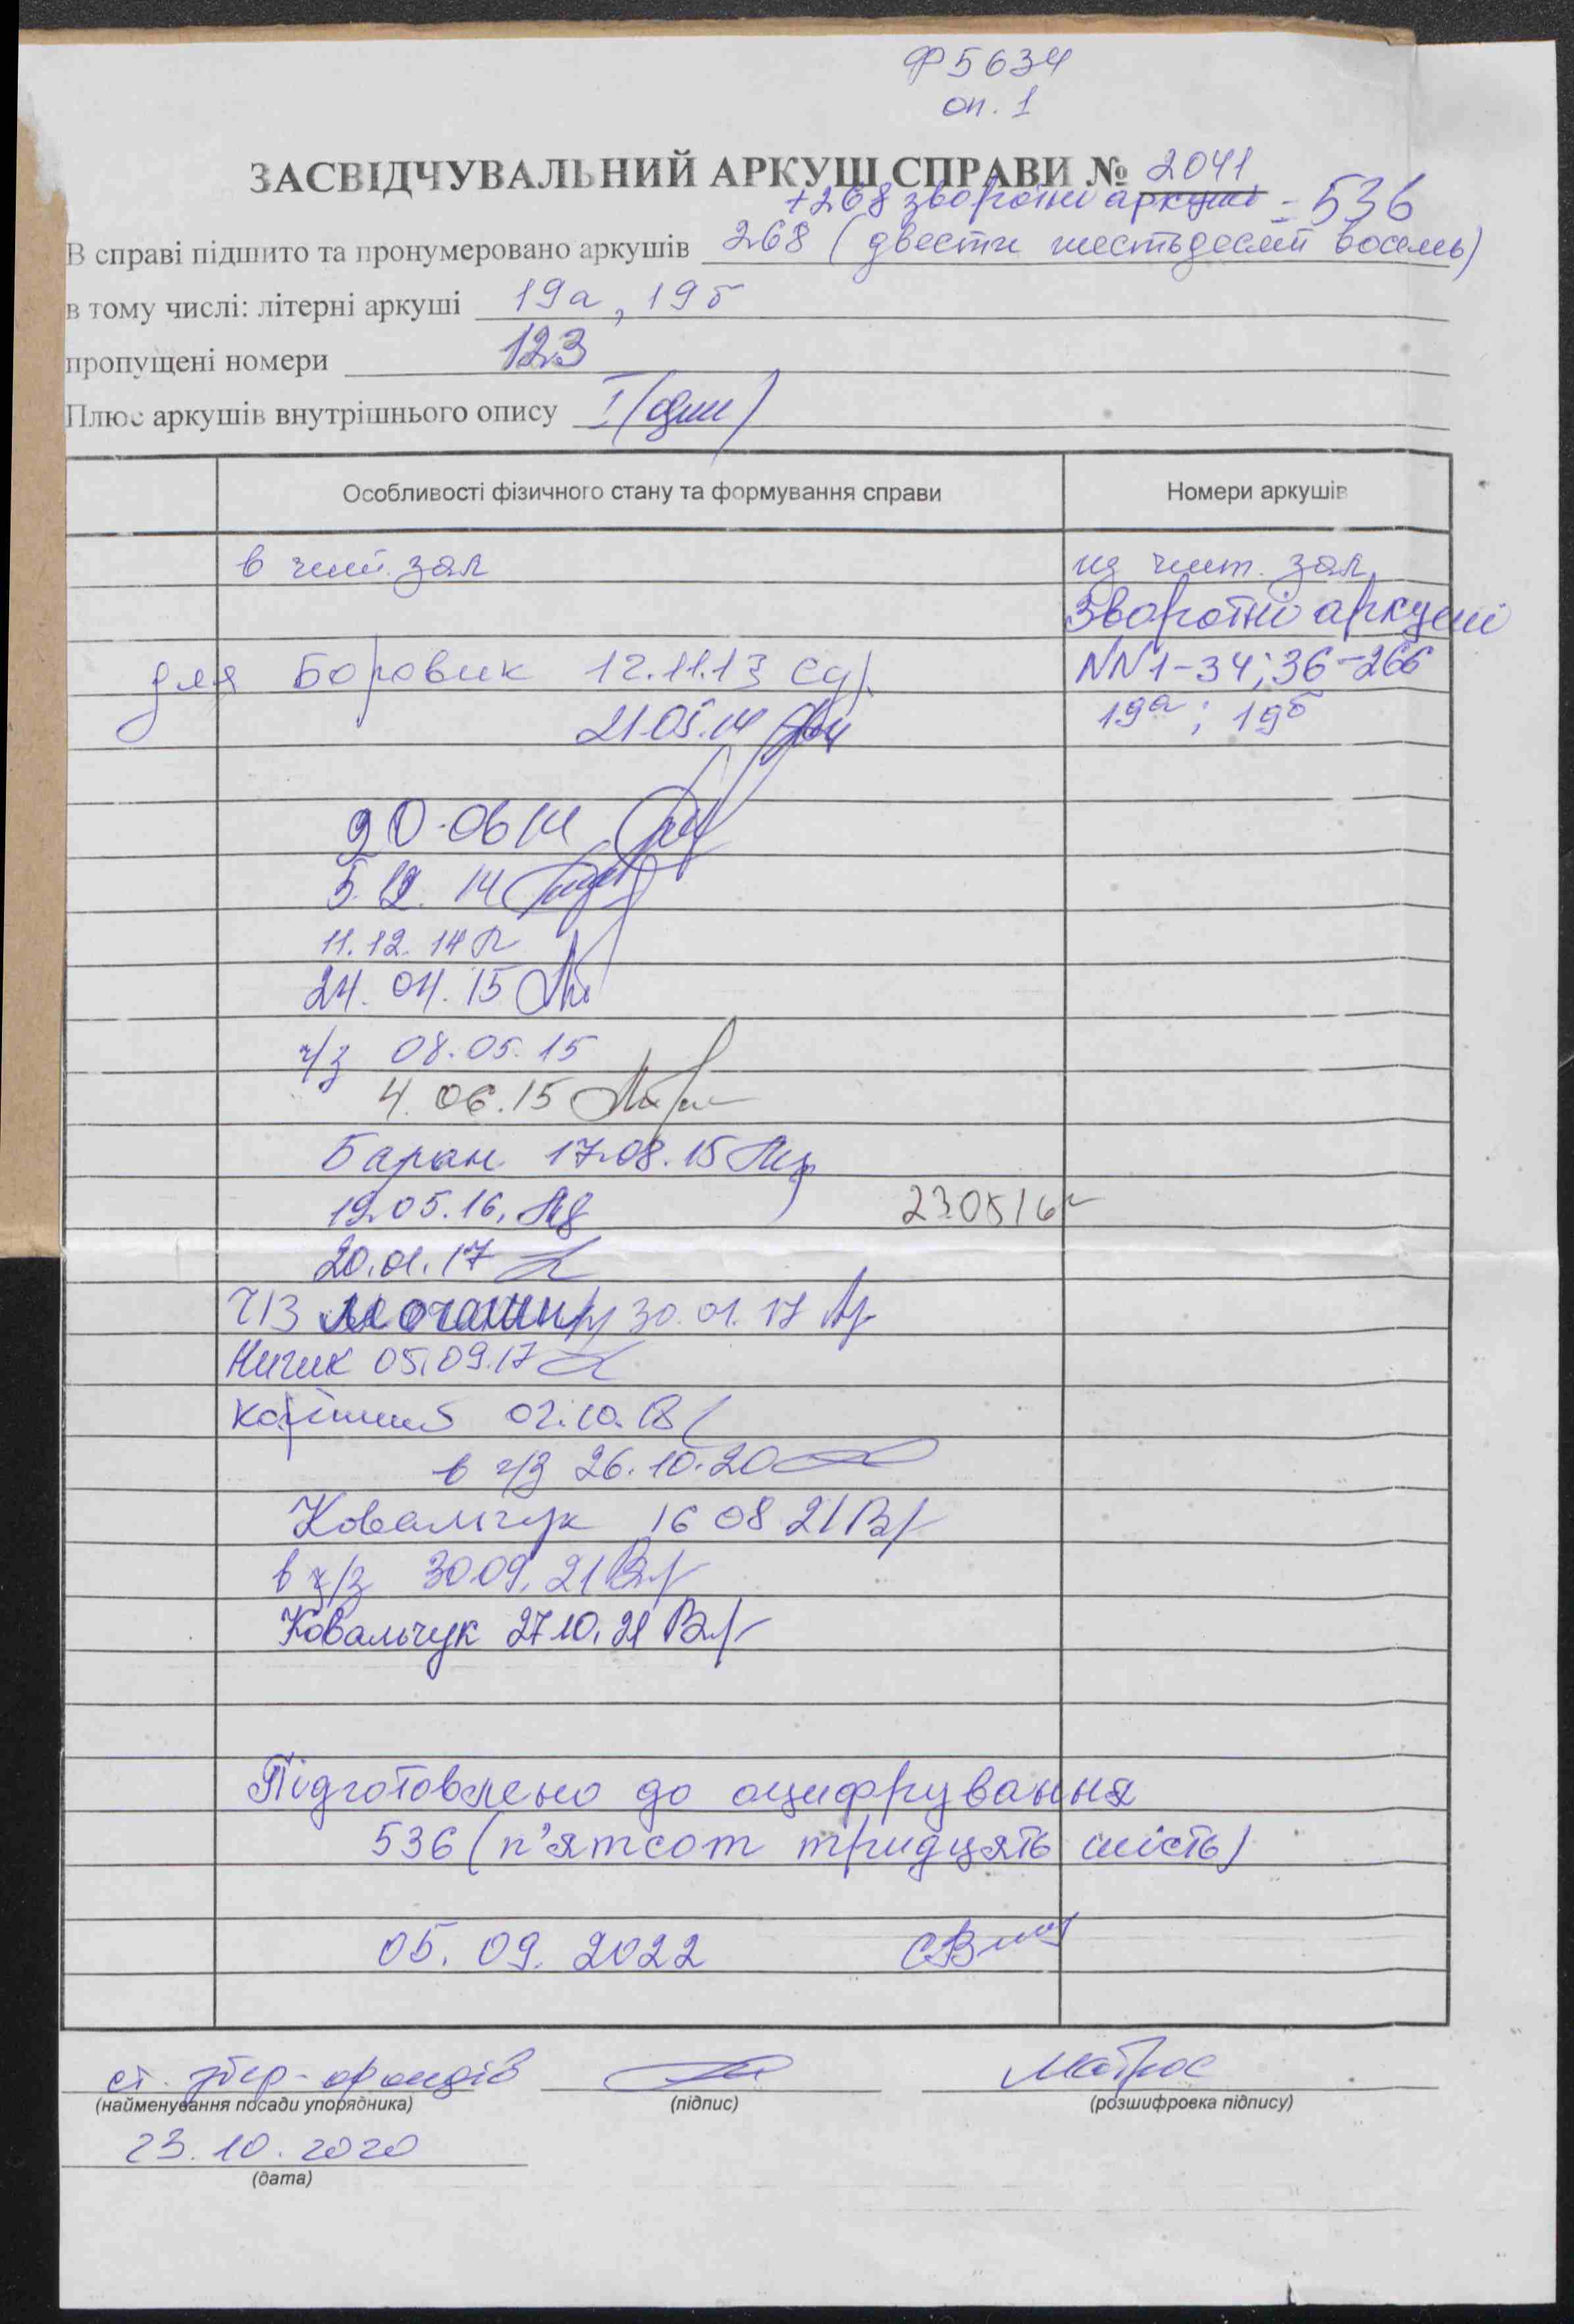 Ф5634
оп. 1
ЗАСВІДЧУВАЛЬНИЙ АРКУШ СПРАВИ № 2041
+268 зворотні аркуші = 536
В справі підшито та пронумеровано аркушів 268 (двести шестьдесят восемь)
в тому числі: літерні аркуші 19а, 19б
пропущені номери 123
Плюс аркушів внутрішнього опису 1 (один)
Особливості фізичного стану та формування справи Номери аркушів
в чит. зал из чит. зал
Зворотні аркуші
для Боровик 12.11.13 NN1-34; 36-266
21.05.14 19а; 19б
20.06.14
5.12.14
11.12.14
24.04.15
ч/з 08.05.15
4.06.15
Баран 17.08.15
19.05.16, 23.05.16
20.01.17
Ч/З 30.01.17
Ничик 05.09.17
02.10.18
в ч/з 26.10.20
Ковальчук 16 08 21
в ч/з 30.09.21
Ковальчук 27.10.21
Підготовлено до оцифрування
536 (п'ятсот тридцять шість)
05.09.2022
ст. збер. фондів Матрос
(найменування посади упорядника) (підпис) (розшифровка підпису)
23.10.2020
(дата)